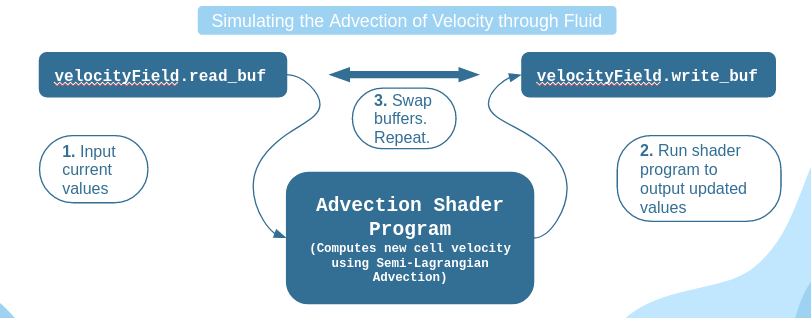 Simulating the Advection of Velocity through Fluid
velocityField.read_buf
velocityField.write_buf
3. Swap
buffers.
Repeat.
1. Input
current
values
2. Run shader
program to
output updated
values
Advection Shader
Program
(Computes new cell velocity
using Semi-Lagrangian
Advection)